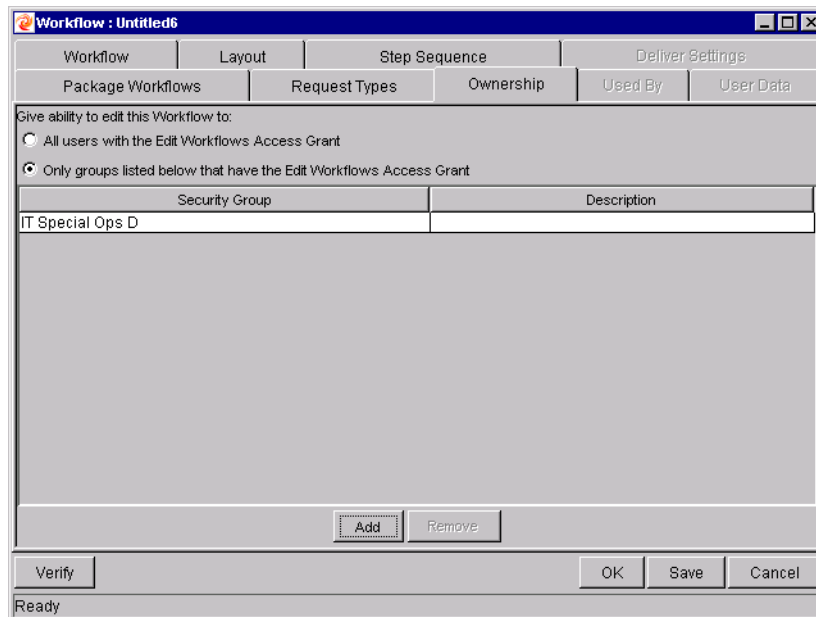 Workflow : Untitled6
Workflow Layout Step Sequence Deliver Settings
Package Workflows Request Types Ownership Used By User Data
Give ability to edit this Workflow to:
All users with the Edit Workflows Access Grant
Only groups listed below that have the Edit Workflows Access Grant
Security Group Description
IT Special Ops D
Add Remove
Verify OK Save Cancel
Ready